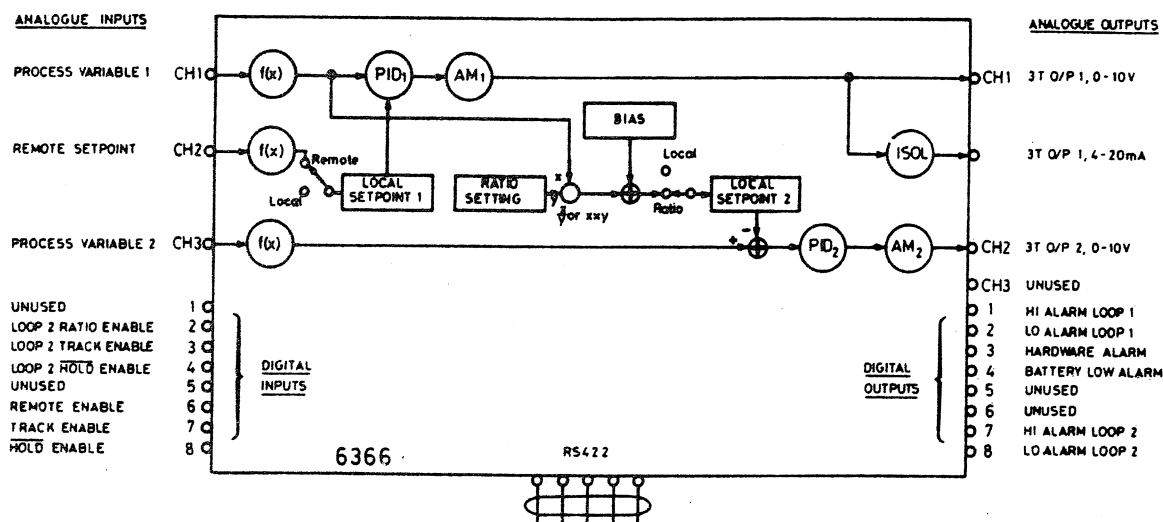 ANALOGUE INPUTS
ANALOGUE OUTPUTS
PROCESS VARIABLE 1 CH1 f(x) PID1 AM1 CH1 3T O/P 1, 0-10V
BIAS
REMOTE SETPOINT CH2 f(x) Remote Local ISOL 3T O/P 1, 4-20mA
Local LOCAL SETPOINT 1 RATIO SETTING x y x/y or x×y Ratio LOCAL SETPOINT 2
PROCESS VARIABLE 2 CH3 f(x) + - PID2 AM2 CH2 3T O/P 2, 0-10V
CH3 UNUSED
UNUSED 1
LOOP 2 RATIO ENABLE 2
LOOP 2 TRACK ENABLE 3
LOOP 2 H̅O̅L̅D̅ ENABLE 4
UNUSED 5
REMOTE ENABLE 6
TRACK ENABLE 7
H̅O̅L̅D̅ ENABLE 8
DIGITAL INPUTS
DIGITAL OUTPUTS
1 HI ALARM LOOP 1
2 LO ALARM LOOP 1
3 HARDWARE ALARM
4 BATTERY LOW ALARM
5 UNUSED
6 UNUSED
7 HI ALARM LOOP 2
8 LO ALARM LOOP 2
6366
RS422